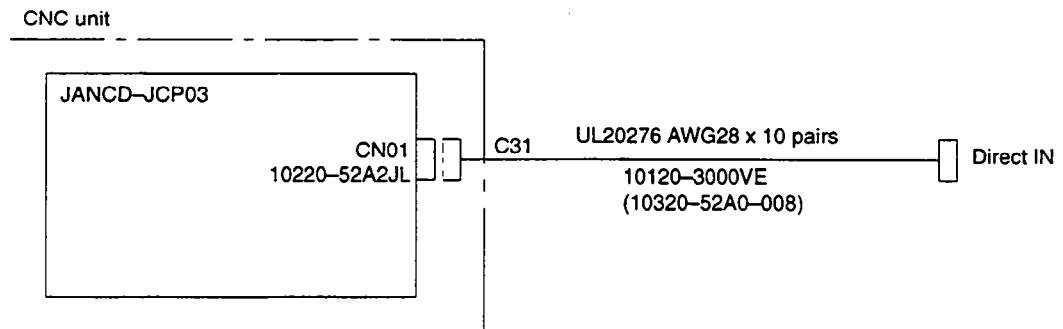 CNC unit
JANCD–JCP03
CN01
10220–52A2JL
C31
UL20276 AWG28 x 10 pairs
10120–3000VE
(10320–52A0–008)
Direct IN